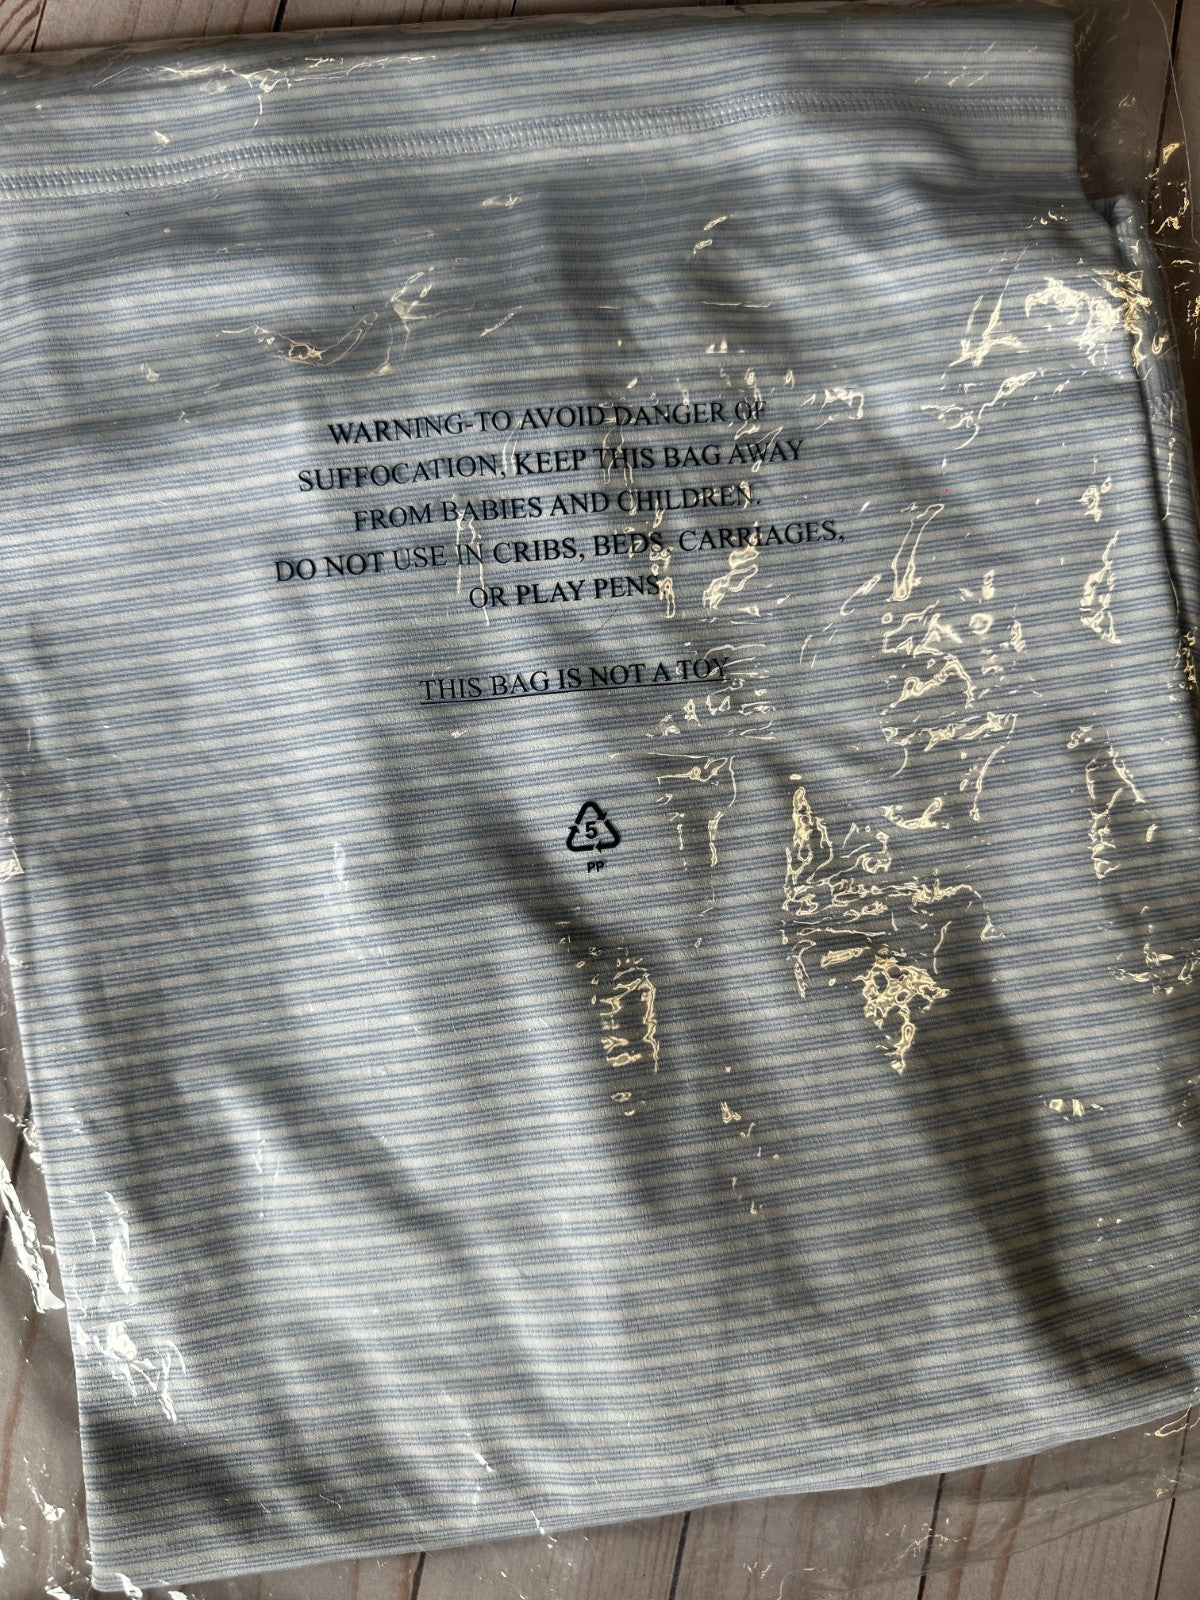 WARNING-TO AVOID DANGER OF
SUFFOCATION, KEEP THIS BAG AWAY
FROM BABIES AND CHILDREN.
DO NOT USE IN CRIBS, BEDS, CARRIAGES,
OR PLAY PENS.
THIS BAG IS NOT A TOY
5
PP